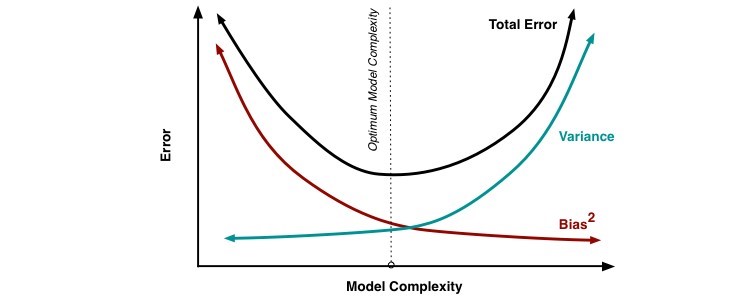 Total Error
Optimum Model Complexity
Error
Variance
Bias²
Model Complexity